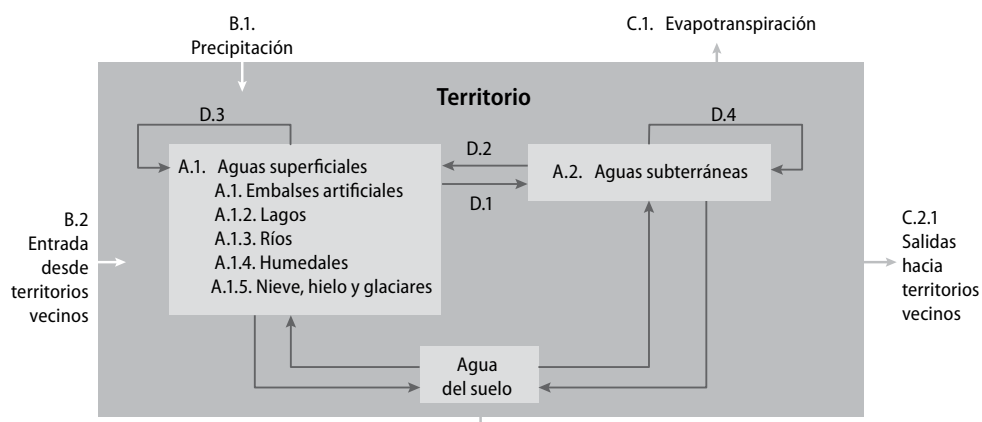 B.1.
Precipitación
C.1. Evapotranspiración
Territorio
D.3
D.4
A.1. Aguas superficiales
A.1. Embalses artificiales
A.1.2. Lagos
A.1.3. Ríos
A.1.4. Humedales
A.1.5. Nieve, hielo y glaciares
D.2
D.1
A.2. Aguas subterráneas
B.2
Entrada
desde
territorios
vecinos
C.2.1
Salidas
hacia
territorios
vecinos
Agua
del suelo